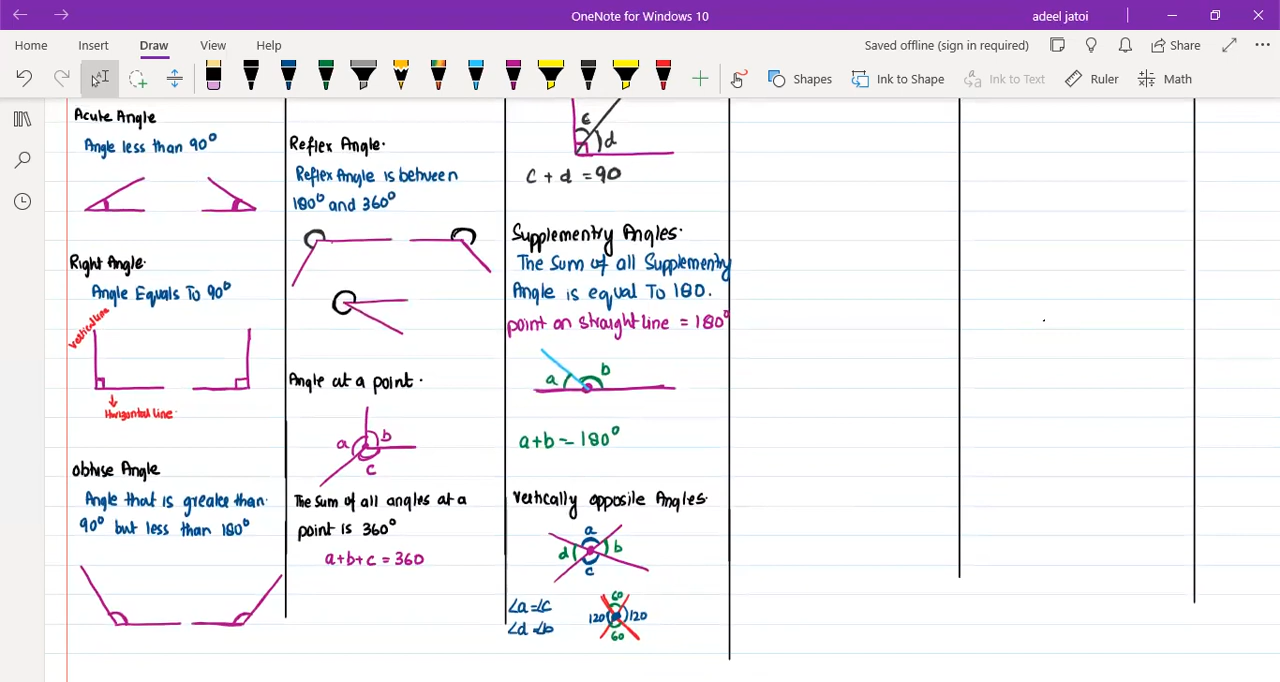 OneNote for Windows 10
adeel jatoi
Home
Insert
Draw
View
Help
Saved offline (sign in required)
Share
Shapes
Ink to Shape
Ink to Text
Ruler
Math
Acute Angle
Angle less than 90°
Right Angle.
Angle Equals To 90°
Vertical line
Horizontal line
obtuse Angle
Angle that is greater than
90° but less than 180°
Reflex Angle.
Reflex Angle is between
180° and 360°
Angle at a point.
a
b
c
The sum of all angles at a
point is 360°
a+b+c = 360
c
d
c + d = 90
Supplementry Angles.
The Sum of all Supplementry
Angle is equal To 180.
point on straight line = 180°
a
b
a+b = 180°
Vertically opposite Angles.
a
d
b
c
∠a=∠c
∠d=∠b
60
120
120
60